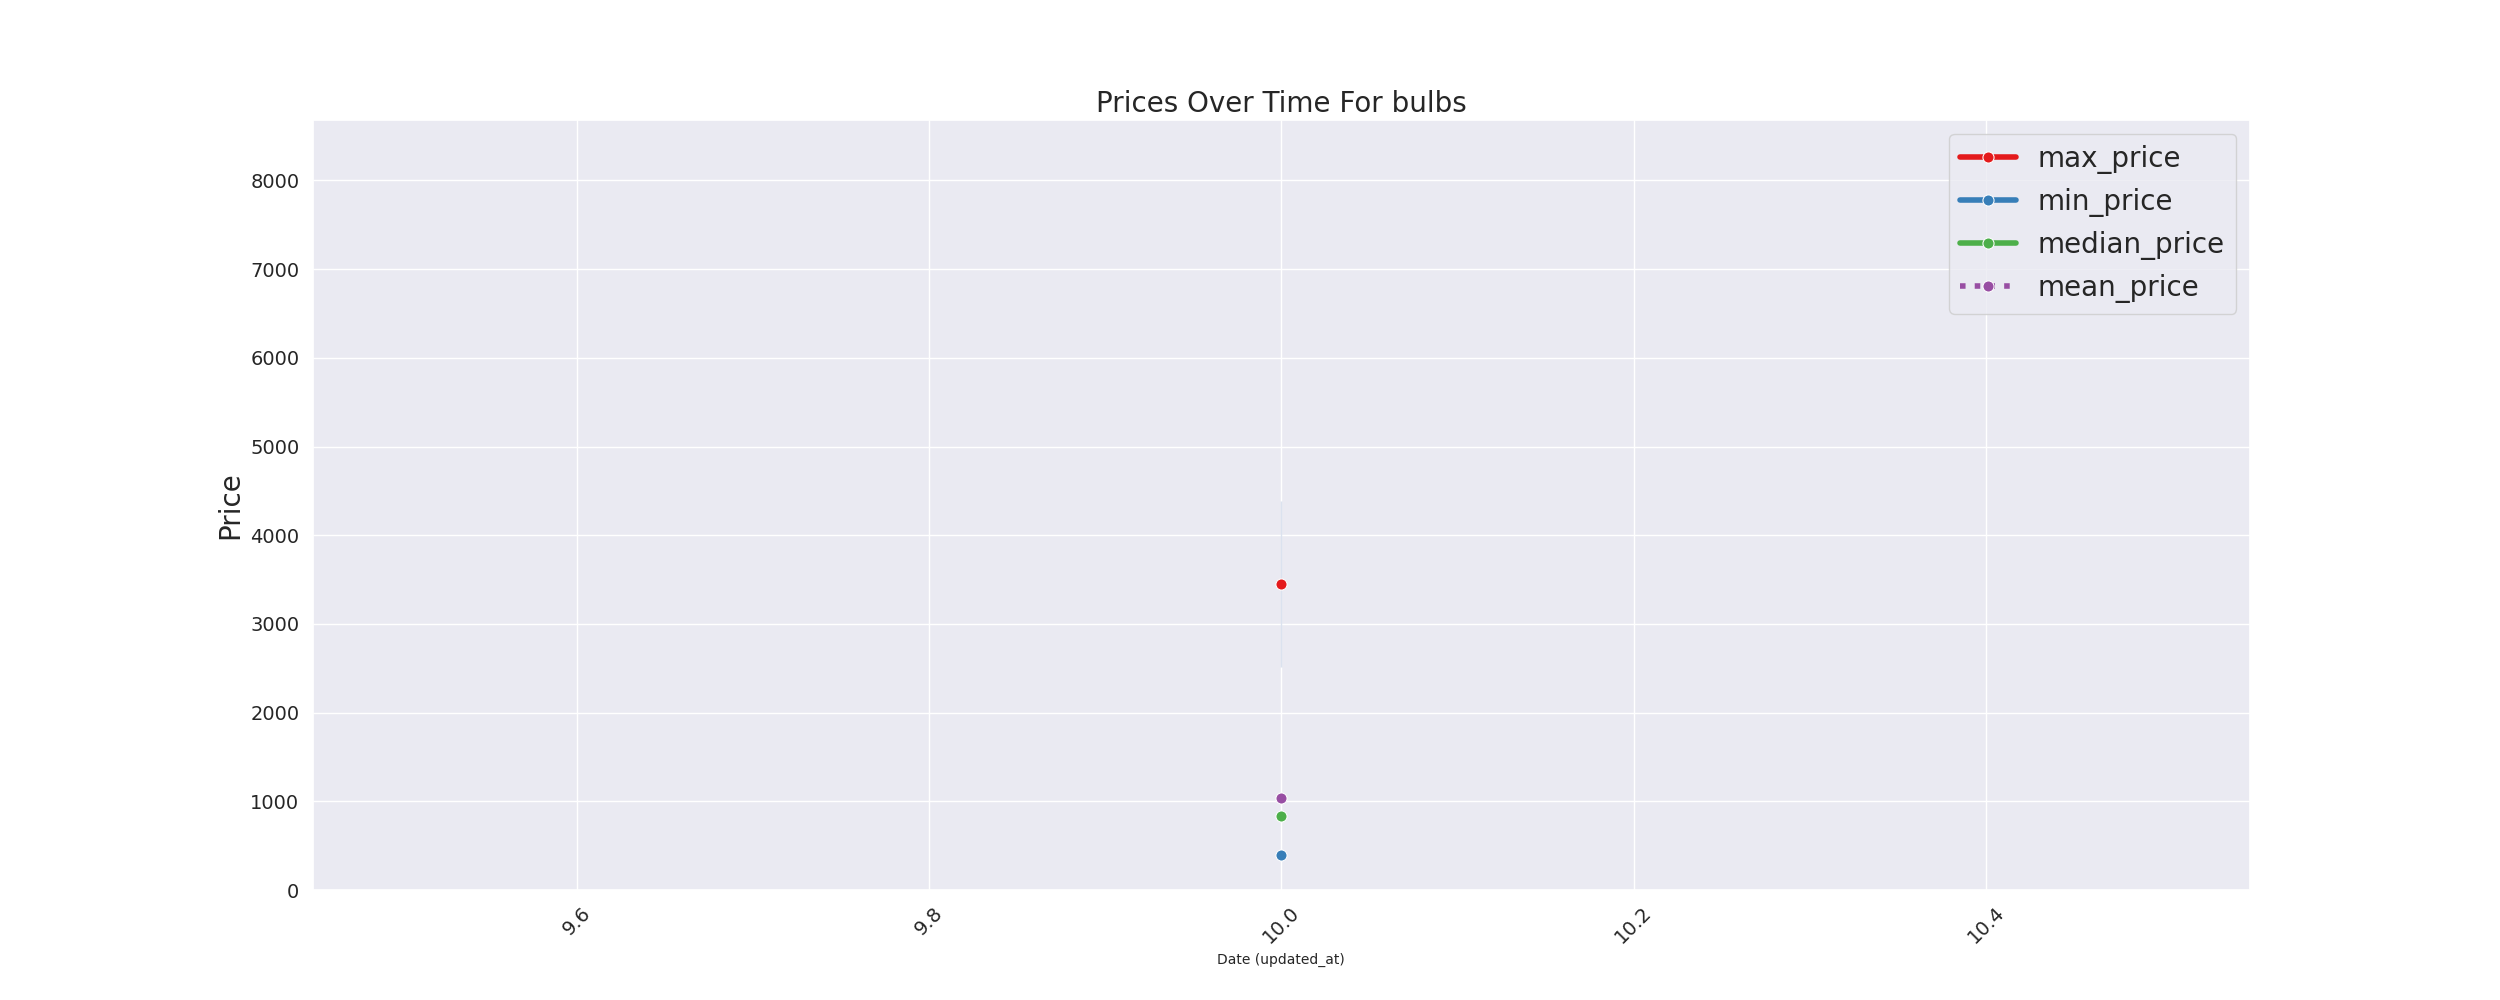 Prices Over Time For bulbs
max_price
min_price
median_price
mean_price
Price
8000
7000
6000
5000
4000
3000
2000
1000
0
9.6
9.8
10.0
10.2
10.4
Date (updated_at)